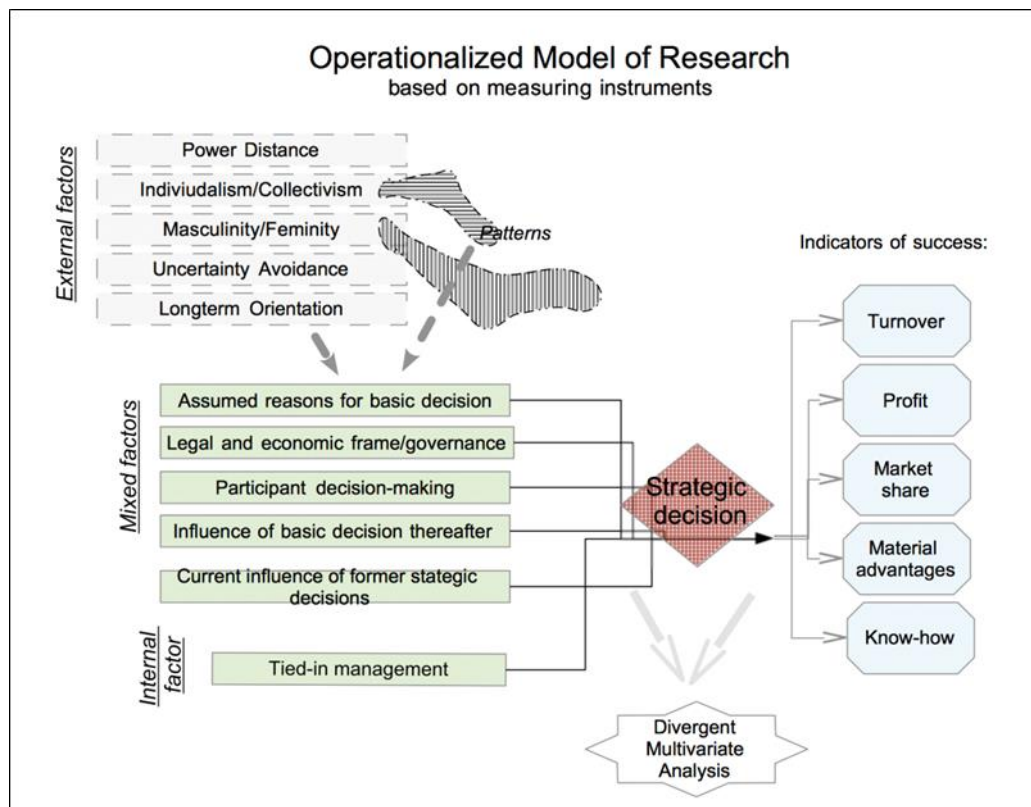 Operationalized Model of Research
based on measuring instruments
External factors
Power Distance
Indiviudalism/Collectivism
Masculinity/Feminity
Uncertainty Avoidance
Longterm Orientation
Patterns
Mixed factors
Assumed reasons for basic decision
Legal and economic frame/governance
Participant decision-making
Influence of basic decision thereafter
Current influence of former stategic
decisions
Internal
factor
Tied-in management
Strategic
decision
Divergent
Multivariate
Analysis
Indicators of success:
Turnover
Profit
Market
share
Material
advantages
Know-how